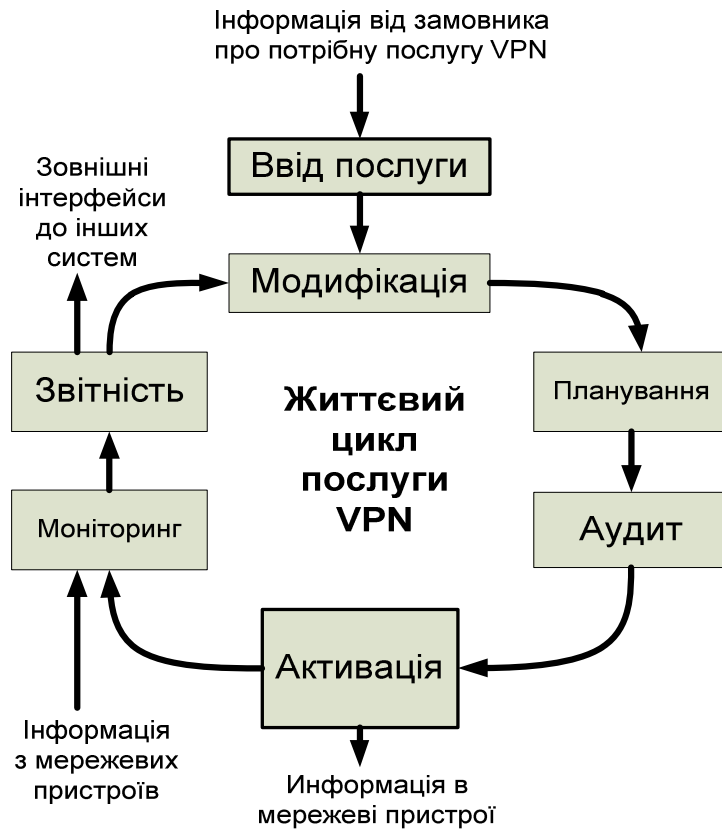 Інформація від замовника
про потрібну послугу VPN
Ввід послуги
Зовнішні
інтерфейси
до інших
систем
Модифікація
Звітність
Життєвий
цикл
послуги
VPN
Планування
Моніторинг
Аудит
Активація
Інформація
з мережевих
пристроїв
Информація в
мережеві пристрої